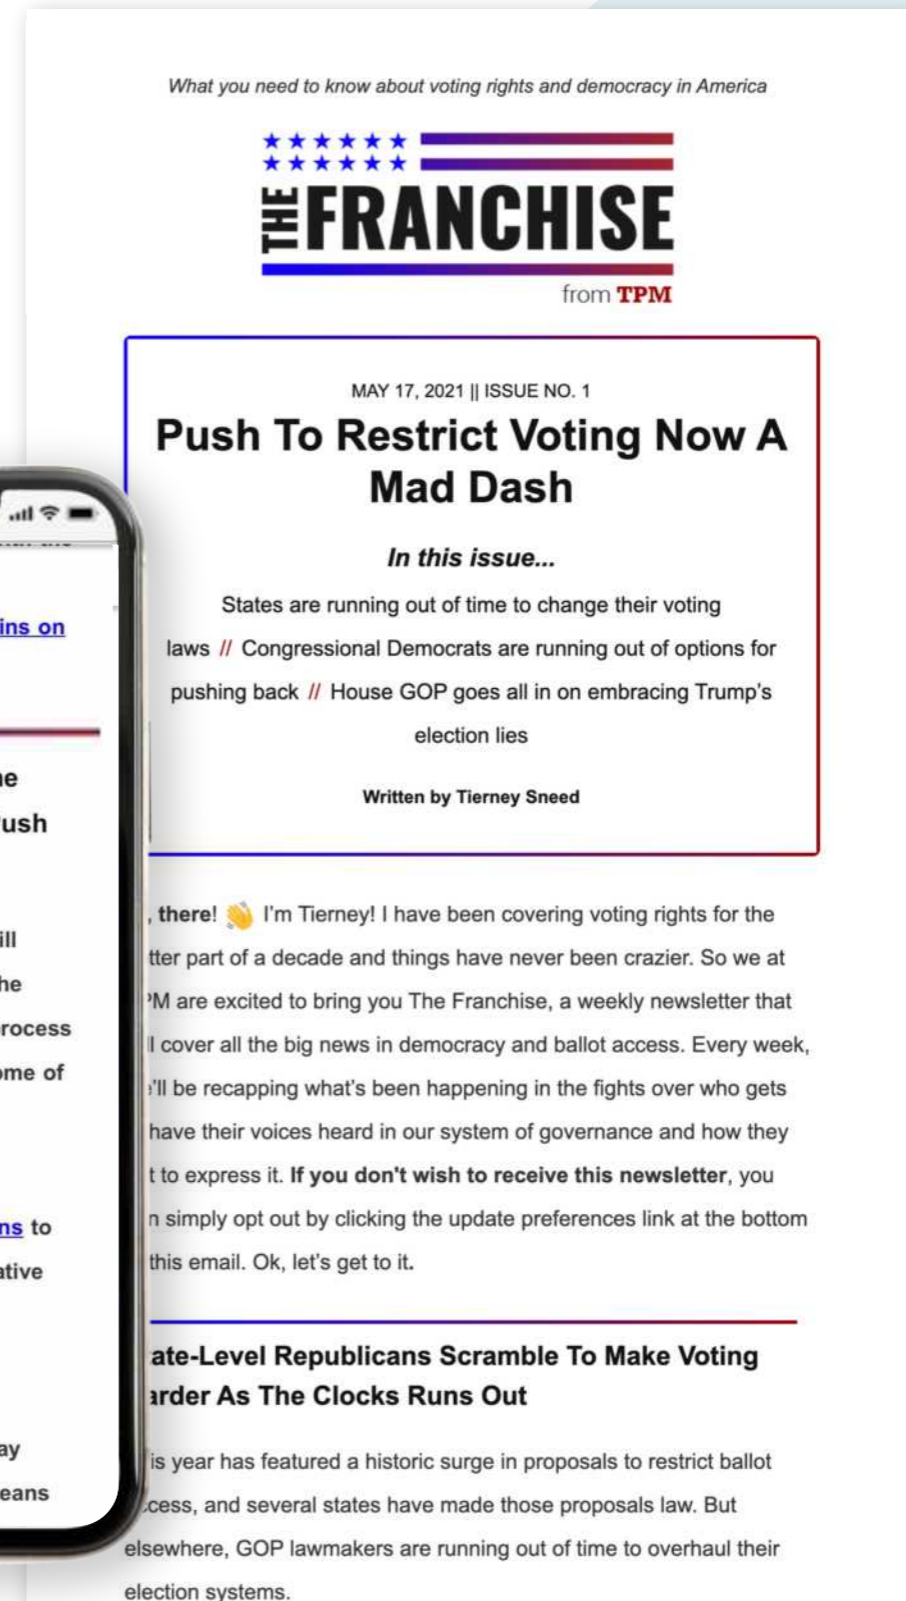 What you need to know about voting rights and democracy in America
THE FRANCHISE
from TPM
MAY 17, 2021 || ISSUE NO. 1
Push To Restrict Voting Now A
Mad Dash
In this issue...
States are running out of time to change their voting
laws // Congressional Democrats are running out of options for
pushing back // House GOP goes all in on embracing Trump's
election lies
Written by Tierney Sneed
, there! 👋 I'm Tierney! I have been covering voting rights for the
tter part of a decade and things have never been crazier. So we at
PM are excited to bring you The Franchise, a weekly newsletter that
ll cover all the big news in democracy and ballot access. Every week,
e'll be recapping what's been happening in the fights over who gets
have their voices heard in our system of governance and how they
t to express it. If you don't wish to receive this newsletter, you
n simply opt out by clicking the update preferences link at the bottom
this email. Ok, let's get to it.
ate-Level Republicans Scramble To Make Voting
arder As The Clocks Runs Out
is year has featured a historic surge in proposals to restrict ballot
ccess, and several states have made those proposals law. But
elsewhere, GOP lawmakers are running out of time to overhaul their
election systems.
ins on
ne
ush
ill
he
rocess
ome of
ns to
ative
ay
eans